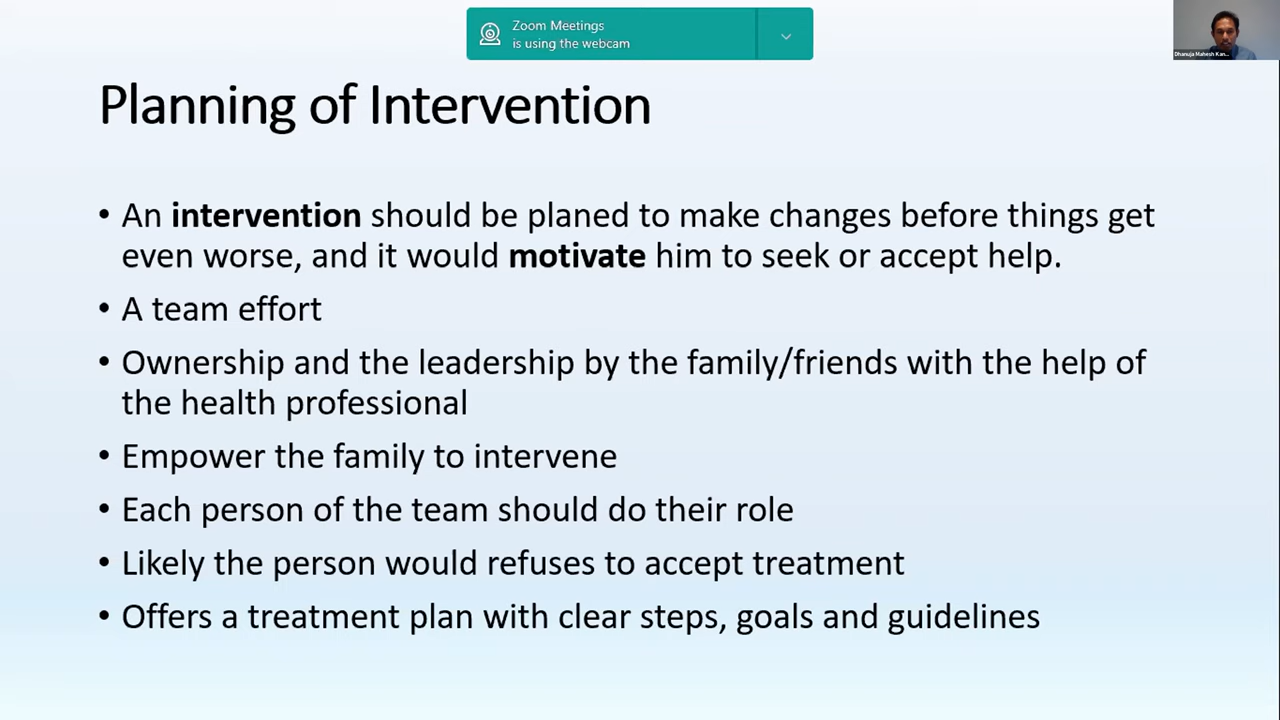 Zoom Meetings
is using the webcam
Dhanuja Mahesh Kan...
Planning of Intervention
• An intervention should be planed to make changes before things get
even worse, and it would motivate him to seek or accept help.
• A team effort
• Ownership and the leadership by the family/friends with the help of
the health professional
• Empower the family to intervene
• Each person of the team should do their role
• Likely the person would refuses to accept treatment
• Offers a treatment plan with clear steps, goals and guidelines